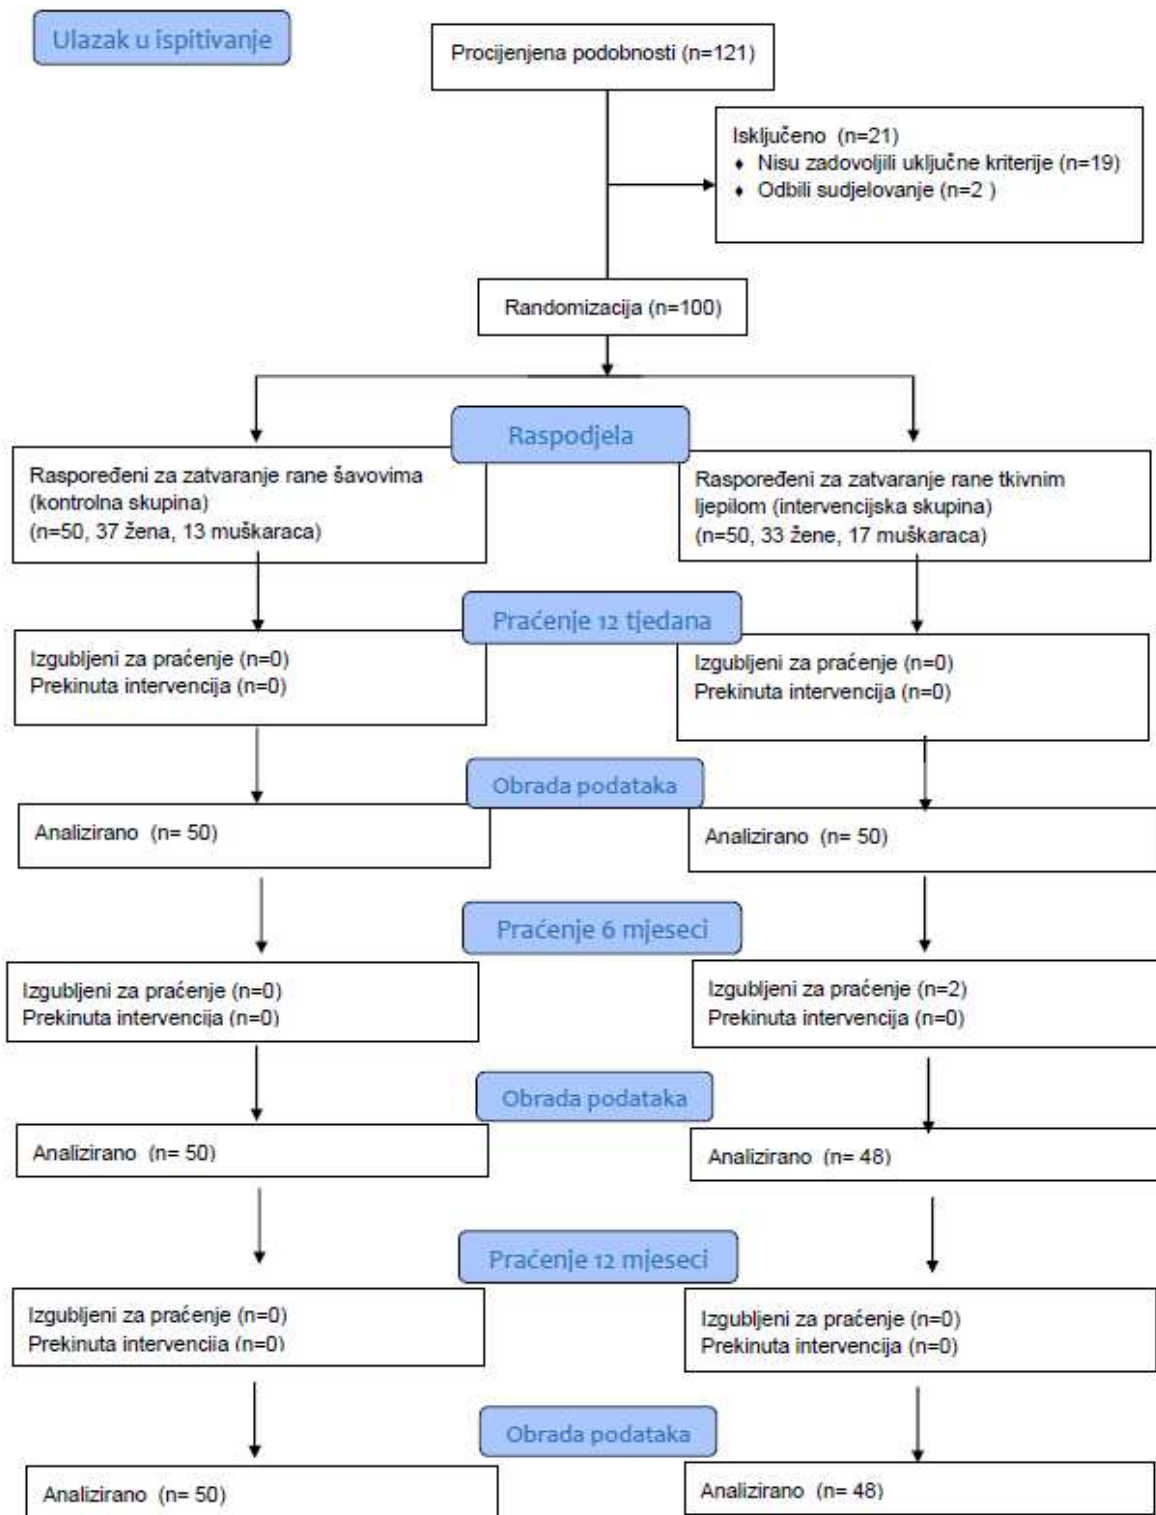 Ulazak u ispitivanje
Procijenjena podobnosti (n=121)
Isključeno (n=21)
♦ Nisu zadovoljili uključne kriterije (n=19)
♦ Odbili sudjelovanje (n=2 )
Randomizacija (n=100)
Raspodjela
Raspoređeni za zatvaranje rane šavovima
(kontrolna skupina)
(n=50, 37 žena, 13 muškaraca)
Raspoređeni za zatvaranje rane tkivnim
ljepilom (intervencijska skupina)
(n=50, 33 žene, 17 muškaraca)
Praćenje 12 tjedana
Izgubljeni za praćenje (n=0)
Prekinuta intervencija (n=0)
Izgubljeni za praćenje (n=0)
Prekinuta intervencija (n=0)
Obrada podataka
Analizirano (n= 50)
Analizirano (n= 50)
Praćenje 6 mjeseci
Izgubljeni za praćenje (n=0)
Prekinuta intervencija (n=0)
Izgubljeni za praćenje (n=2)
Prekinuta intervencija (n=0)
Obrada podataka
Analizirano (n= 50)
Analizirano (n= 48)
Praćenje 12 mjeseci
Izgubljeni za praćenje (n=0)
Prekinuta intervencija (n=0)
Izgubljeni za praćenje (n=0)
Prekinuta intervencija (n=0)
Obrada podataka
Analizirano (n= 50)
Analizirano (n= 48)